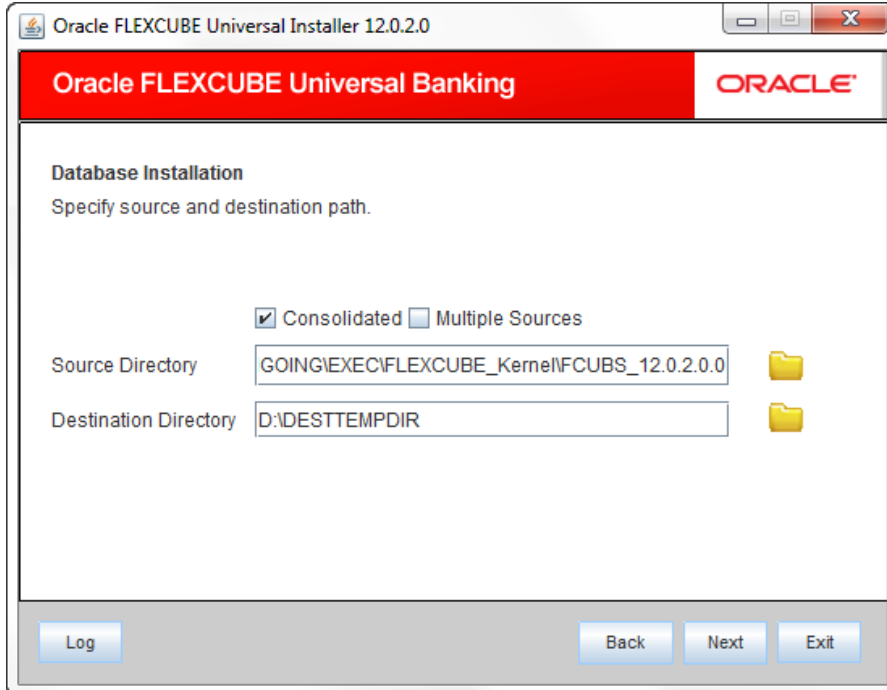 Oracle FLEXCUBE Universal Installer 12.0.2.0
Oracle FLEXCUBE Universal Banking ORACLE
Database Installation
Specify source and destination path.
Consolidated Multiple Sources
Source Directory GOING\EXEC\FLEXCUBE_Kernel\FCUBS_12.0.2.0.0
Destination Directory D:\DESTTEMPDIR
Log Back Next Exit